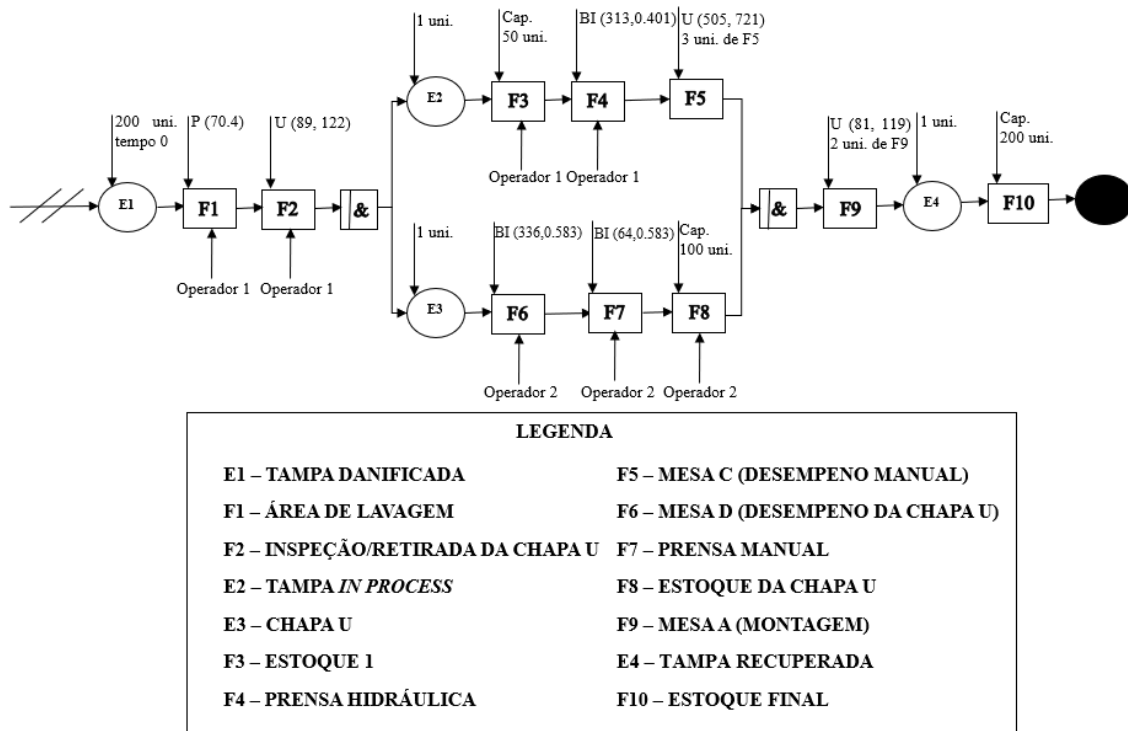 1 uni.
Cap.
50 uni.
BI (313,0.401)
U (505, 721)
3 uni. de F5
E2
F3
F4
F5
Operador 1
Operador 1
200 uni.
tempo 0
P (70.4)
U (89, 122)
E1
F1
F2
&
Operador 1
Operador 1
1 uni.
BI (336,0.583)
BI (64,0.583)
Cap.
100 uni.
E3
F6
F7
F8
Operador 2
Operador 2
Operador 2
&
U (81, 119)
2 uni. de F9
1 uni.
Cap.
200 uni.
F9
E4
F10
LEGENDA
E1 – TAMPA DANIFICADA
F1 – ÁREA DE LAVAGEM
F2 – INSPEÇÃO/RETIRADA DA CHAPA U
E2 – TAMPA IN PROCESS
E3 – CHAPA U
F3 – ESTOQUE 1
F4 – PRENSA HIDRÁULICA
F5 – MESA C (DESEMPENO MANUAL)
F6 – MESA D (DESEMPENO DA CHAPA U)
F7 – PRENSA MANUAL
F8 – ESTOQUE DA CHAPA U
F9 – MESA A (MONTAGEM)
E4 – TAMPA RECUPERADA
F10 – ESTOQUE FINAL